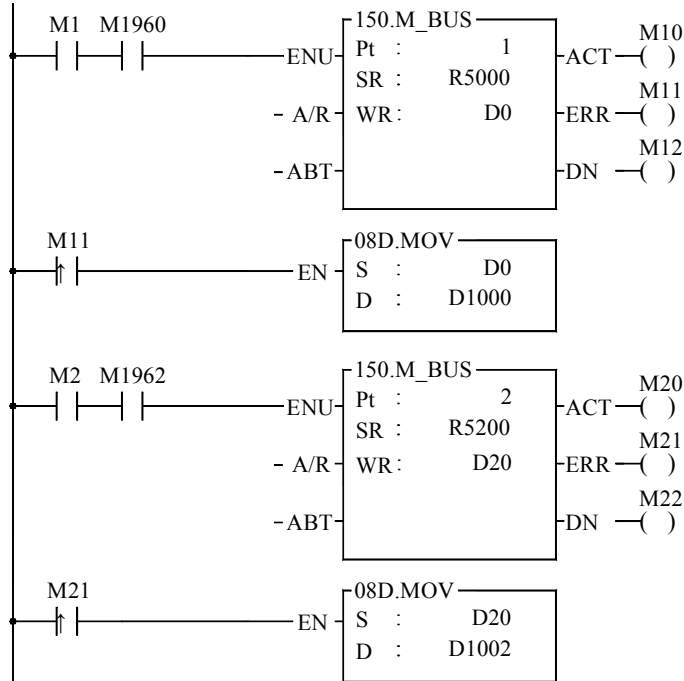 M1 M1960
150.M_BUS
M10
ENU Pt : 1 ACT ( )
SR : R5000
M11
A/R WR : D0 ERR ( )
M12
ABT DN ( )
M11
08D.MOV
↑ EN S : D0
D : D1000
M2 M1962
150.M_BUS
M20
ENU Pt : 2 ACT ( )
SR : R5200
M21
A/R WR : D20 ERR ( )
M22
ABT DN ( )
M21
08D.MOV
↑ EN S : D20
D : D1002